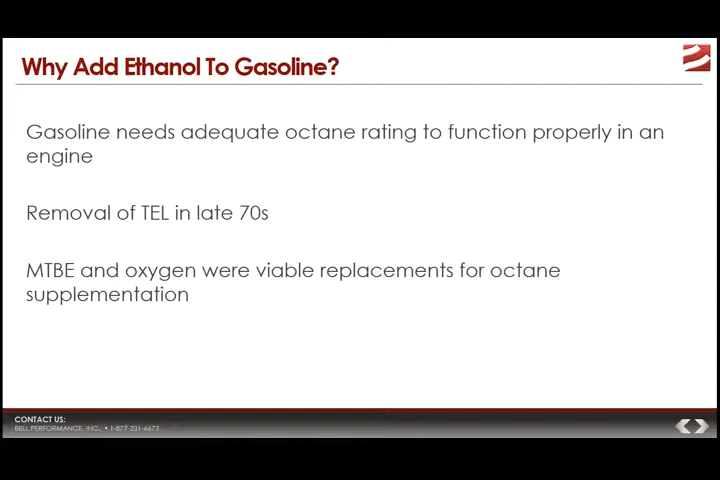 Why Add Ethanol To Gasoline?
Gasoline needs adequate octane rating to function properly in an
engine
Removal of TEL in late 70s
MTBE and oxygen were viable replacements for octane
supplementation
CONTACT US:
BELL PERFORMANCE, INC. • 1-877-231-6673